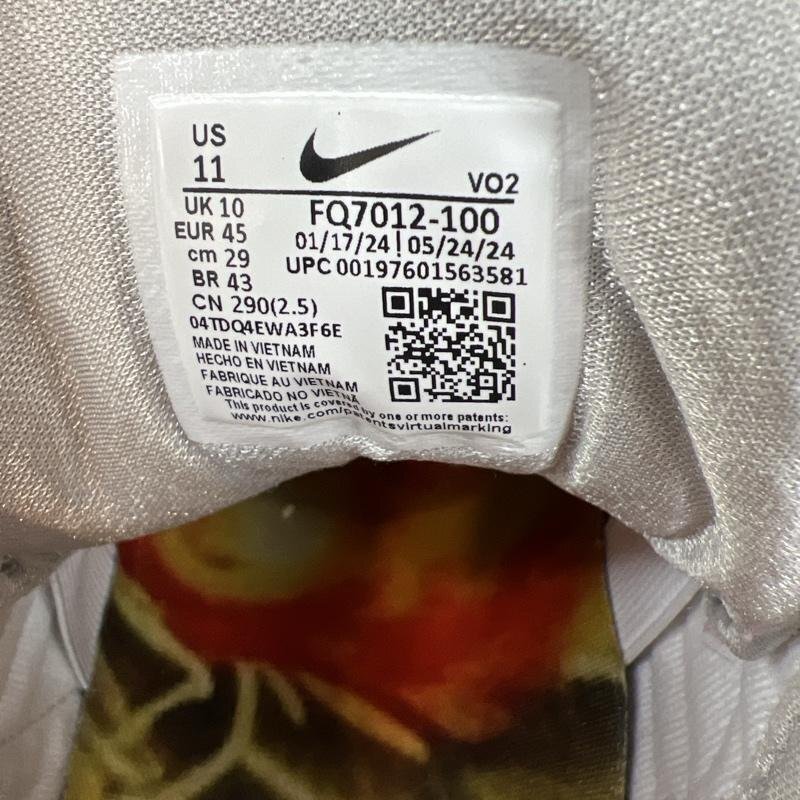 US
11
VO2
UK 10
FQ7012-100
EUR 45
01/17/24 | 05/24/24
cm 29
UPC 00197601563581
BR 43
CN 290(2.5)
04TDQ4EWA3F6E
MADE IN VIETNAM
HECHO EN VIETNAM
FABRIQUE AU VIETNAM
FABRICADO NO VIETNÃ
This product is covered by one or more patents:
www.nike.com/patentsvirtualmarking